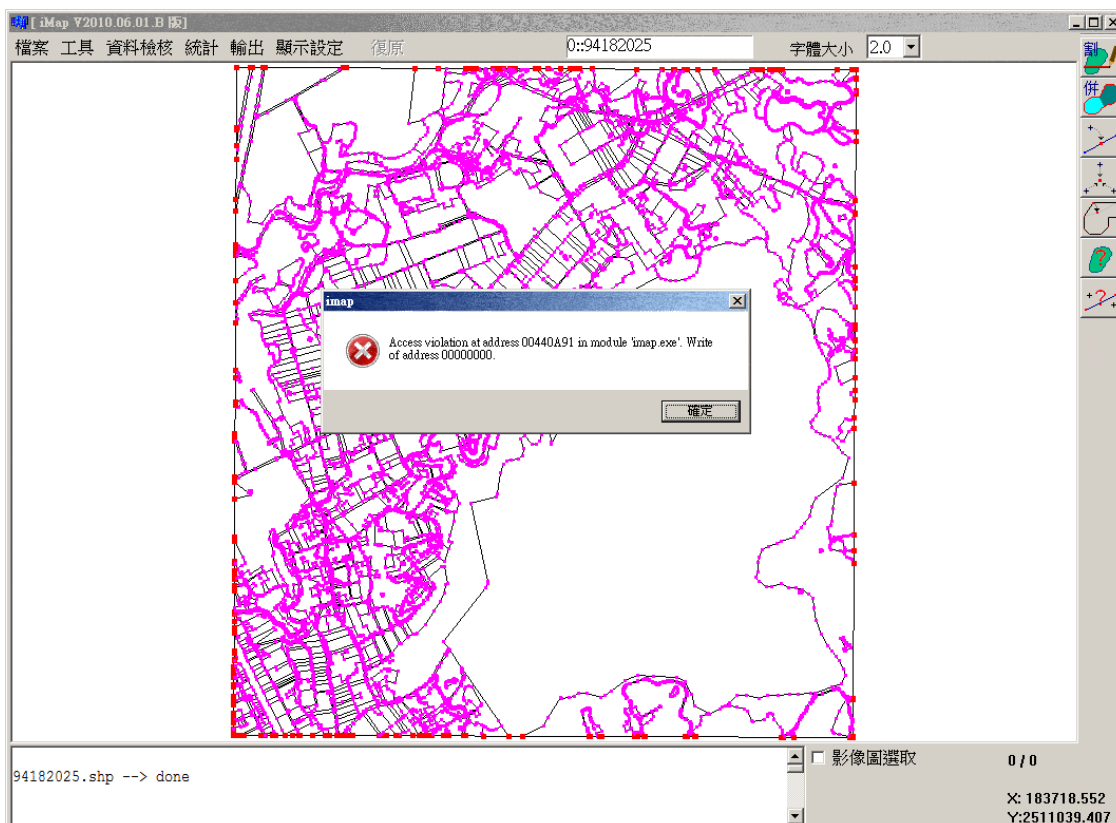 [ iMap V2010.06.01.B 版]
檔案 工具 資料檢核 統計 輸出 顯示設定 復原 0::94182025 字體大小 2.0
割
併
imap
Access violation at address 00440A91 in module 'imap.exe'. Write
of address 00000000.
確定
94182025.shp --> done
影像圖選取 0 / 0
X: 183718.552
Y:2511039.407